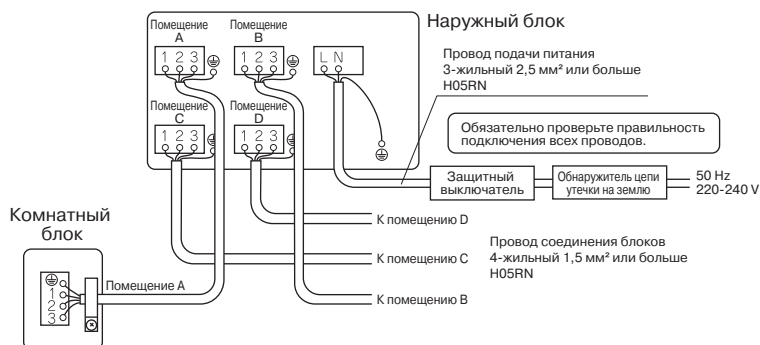 Наружный блок
Помещение
A
1 2 3
Помещение
B
1 2 3
L N
Помещение
C
1 2 3
Помещение
D
1 2 3
Провод подачи питания
3-жильный 2,5 мм² или больше
H05RN
Обязательно проверьте правильность
подключения всех проводов.
Защитный
выключатель
Обнаружитель цепи
утечки на землю
50 Hz
220-240 V
К помещению D
К помещению C
К помещению B
Провод соединения блоков
4-жильный 1,5 мм² или больше
H05RN
Комнатный
блок
1
2
3
Помещение A